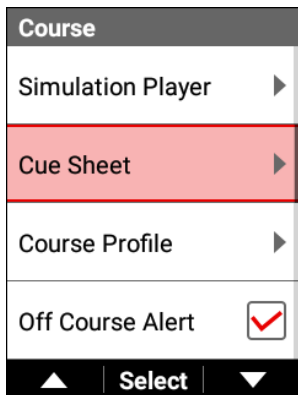 Course
Simulation Player
Cue Sheet
Course Profile
Off Course Alert
Select